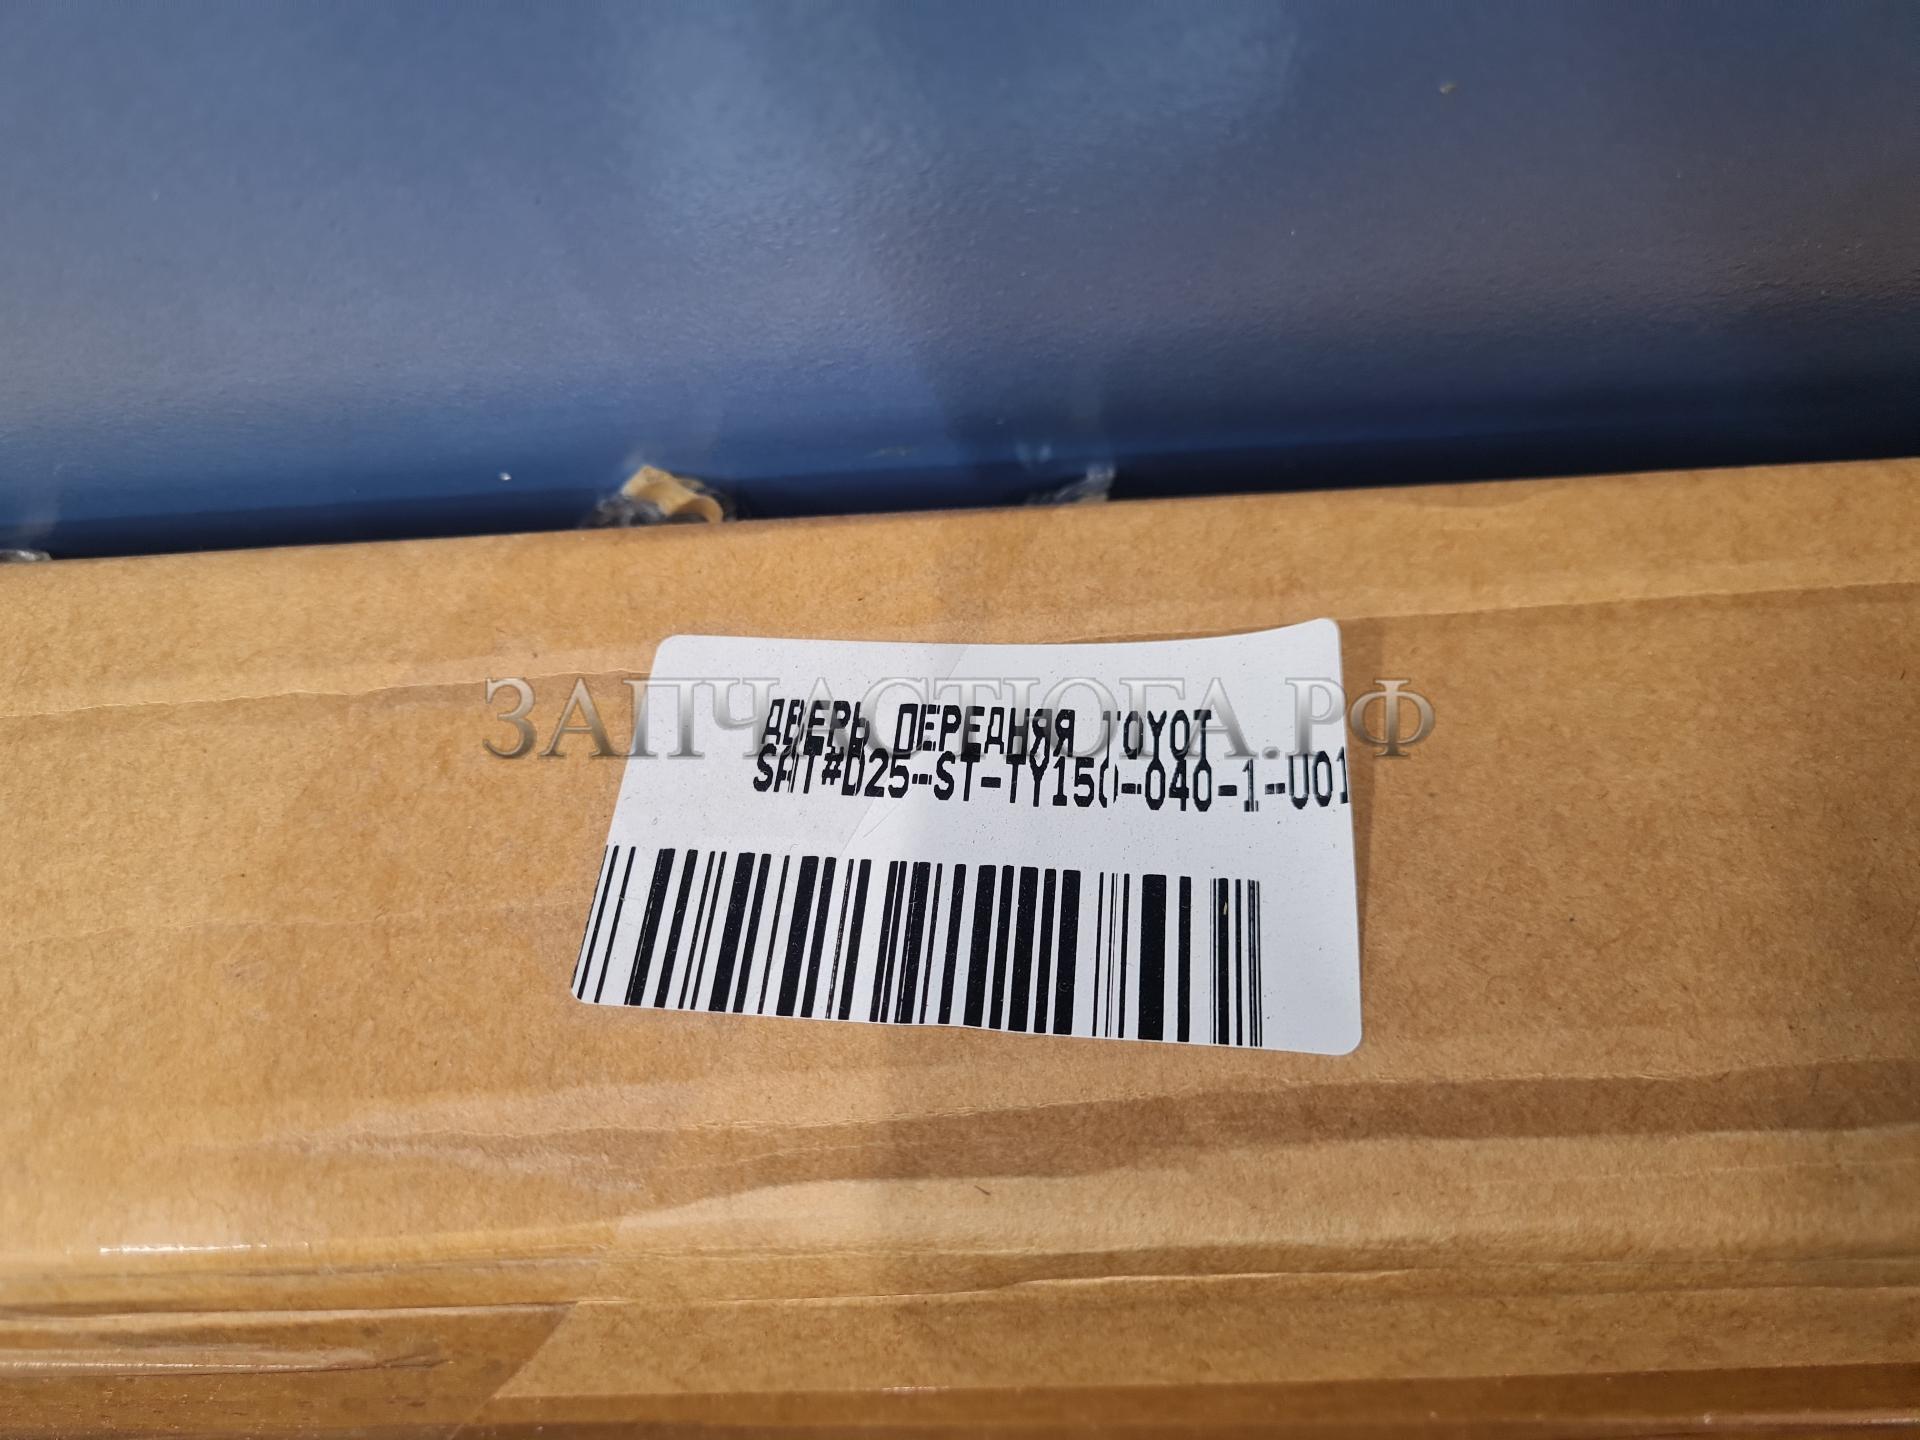 ЗАПЧАСТЮГА.РФ
ДВЕРЬ ПЕРЕДНЯЯ TOYOT
SAT#D25-ST-TY150-040-1-U01